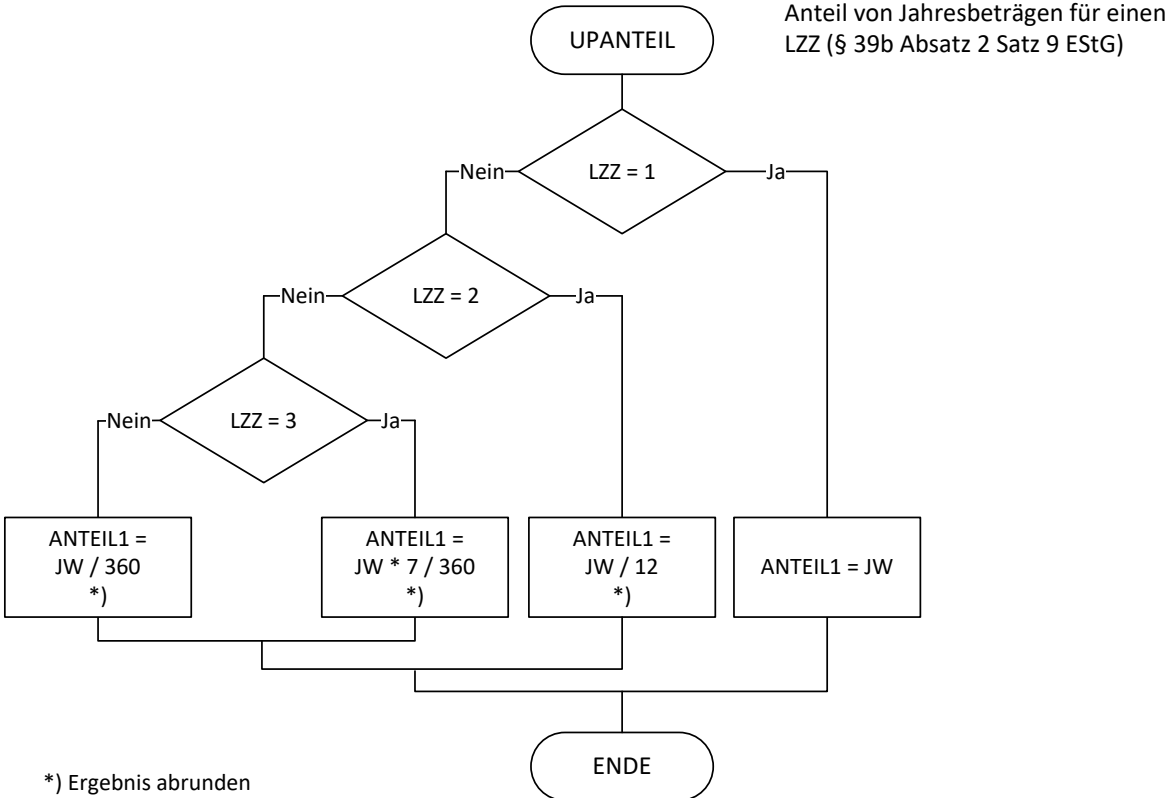 UPANTEIL
Anteil von Jahresbeträgen für einen
LZZ (§ 39b Absatz 2 Satz 9 EStG)
Nein
LZZ = 1
Ja
Nein
LZZ = 2
Ja
Nein
LZZ = 3
Ja
ANTEIL1 =
JW / 360
*)
ANTEIL1 =
JW * 7 / 360
*)
ANTEIL1 =
JW / 12
*)
ANTEIL1 = JW
ENDE
*) Ergebnis abrunden